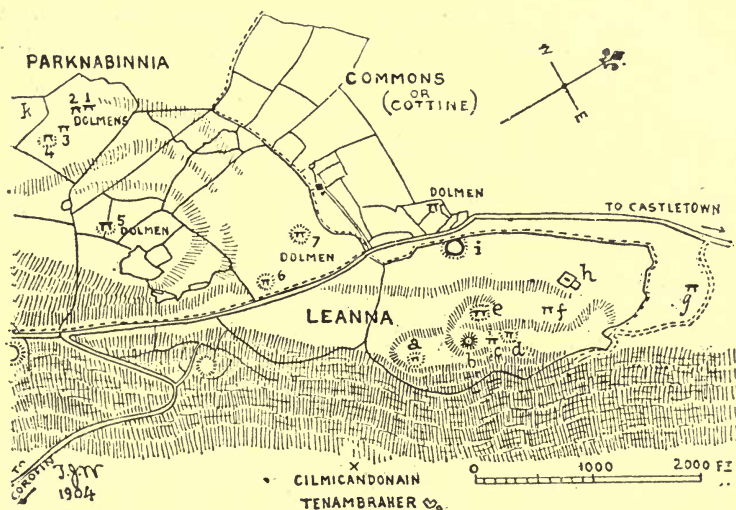 PARKNABINNIA
COMMONS
OR
(COTTINE)
E
k
2 1
DOLMENS
3
4
5
DOLMEN
7
DOLMEN
6
DOLMEN
TO CASTLETOWN
i
h
g
LEANNA
e
f
a
b
c
d
TO
COROFIN
T.J.W
1904
X
CILMICANDONAIN
TENAMBRAHER
0 1000 2000 FT